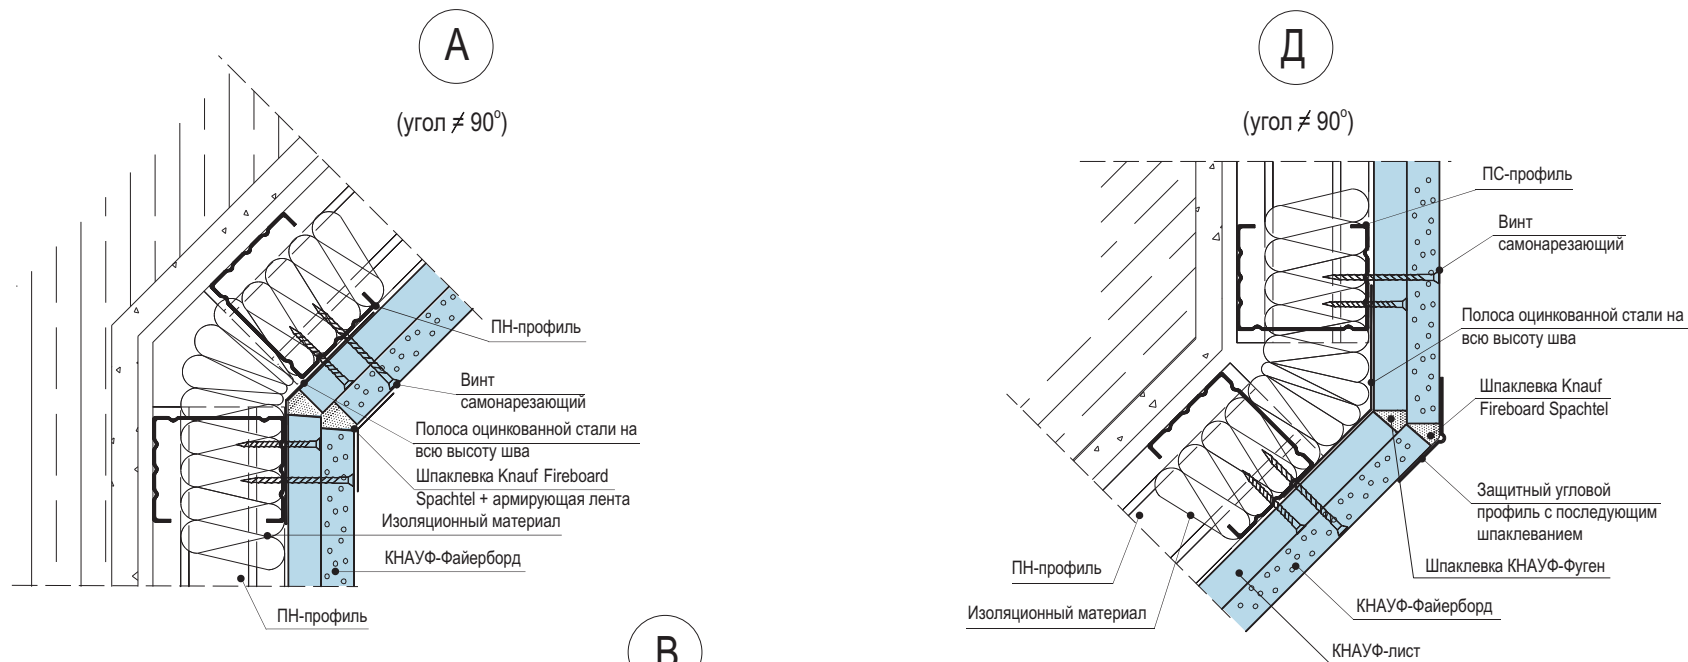 А
(угол ≠ 90°)
ПН-профиль
Винт
самонарезающий
Полоса оцинкованной стали на
всю высоту шва
Шпаклевка Knauf Fireboard
Spachtel + армирующая лента
Изоляционный материал
КНАУФ-Файерборд
ПН-профиль
В
Д
(угол ≠ 90°)
ПС-профиль
Винт
самонарезающий
Полоса оцинкованной стали на
всю высоту шва
Шпаклевка Knauf
Fireboard Spachtel
Защитный угловой
профиль с последующим
шпаклеванием
Шпаклевка КНАУФ-Фуген
ПН-профиль
Изоляционный материал
КНАУФ-Файерборд
КНАУФ-лист